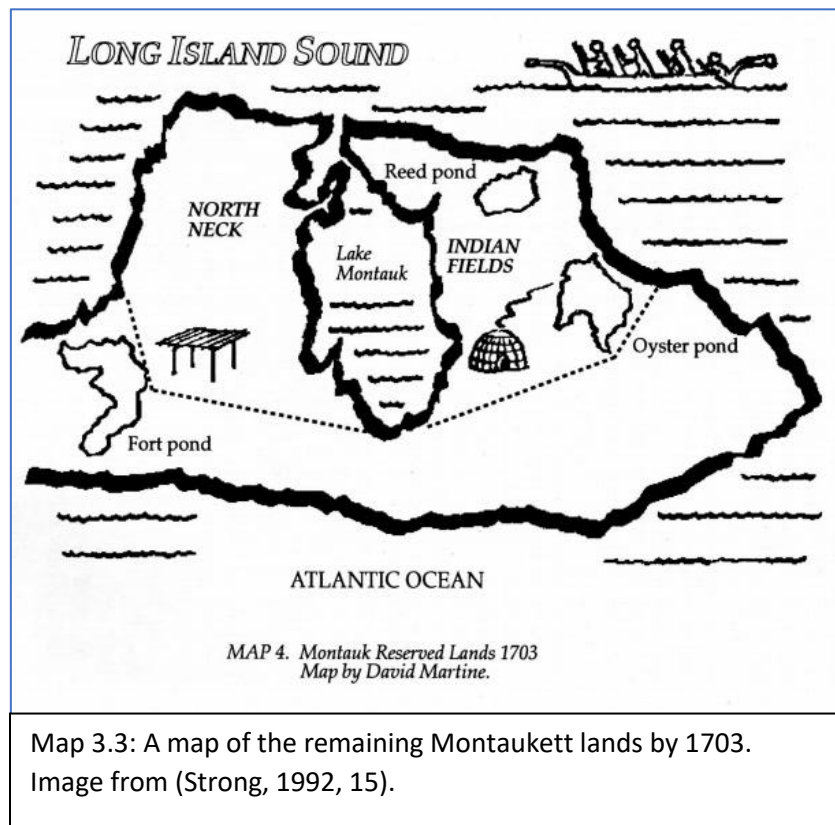 LONG ISLAND SOUND
Reed pond
NORTH
NECK
Lake
Montauk
INDIAN
FIELDS
Oyster pond
Fort pond
ATLANTIC OCEAN
MAP 4. Montauk Reserved Lands 1703
Map by David Martine.
Map 3.3: A map of the remaining Montaukett lands by 1703.
Image from (Strong, 1992, 15).